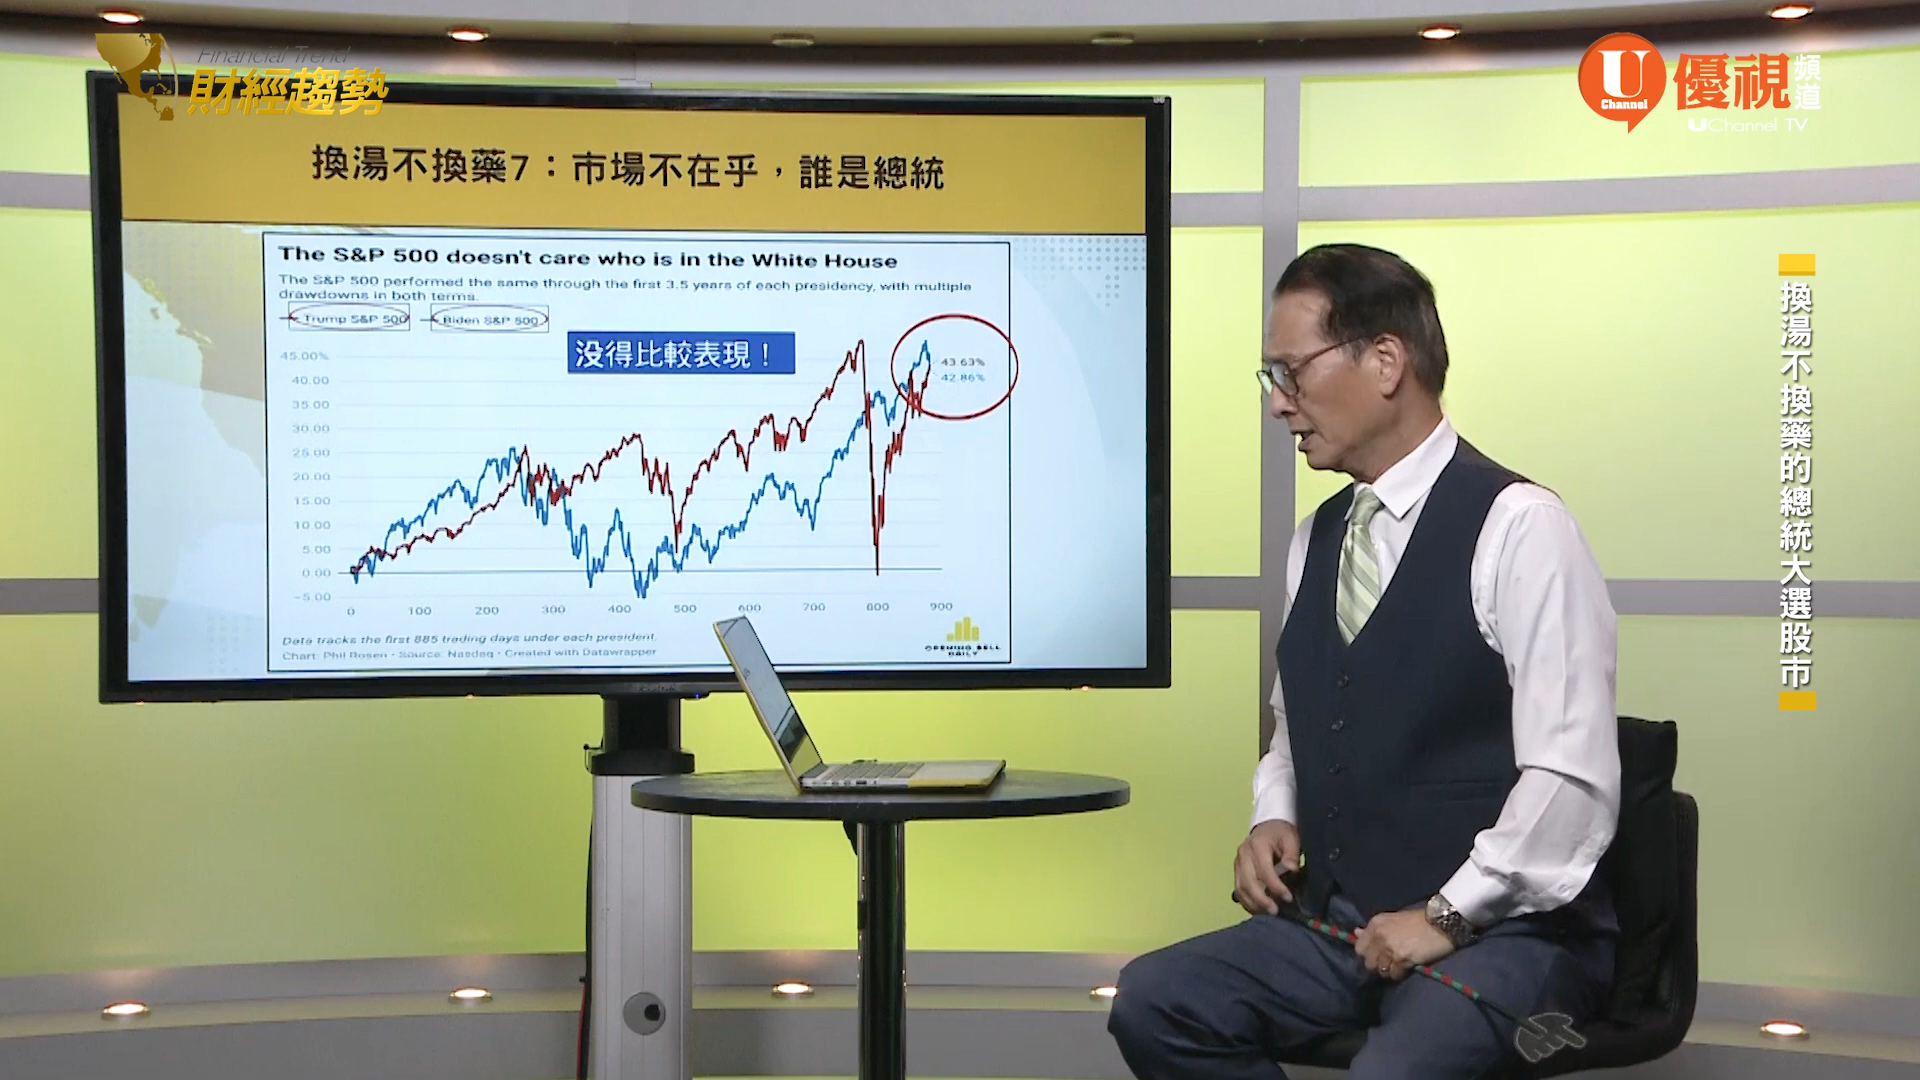 Financial Trend
財經趨勢
U
Channel
優視
頻道
UChannel TV
換湯不換藥7：市場不在乎，誰是總統
The S&P 500 doesn't care who is in the White House
The S&P 500 performed the same through the first 3.5 years of each presidency, with multiple
drawdowns in both terms.
Trump S&P 500 Biden S&P 500
没得比較表現！
45.00%
40.00
35.00
30.00
25.00
20.00
15.00
10.00
5.00
0.00
-5.00
43.63%
42.86%
0 100 200 300 400 500 600 700 800 900
Data tracks the first 885 trading days under each president.
Chart: Phil Rosen · Source: Nasdaq · Created with Datawrapper
OPENING BELL
DAILY
換湯不換藥的總統大選股市